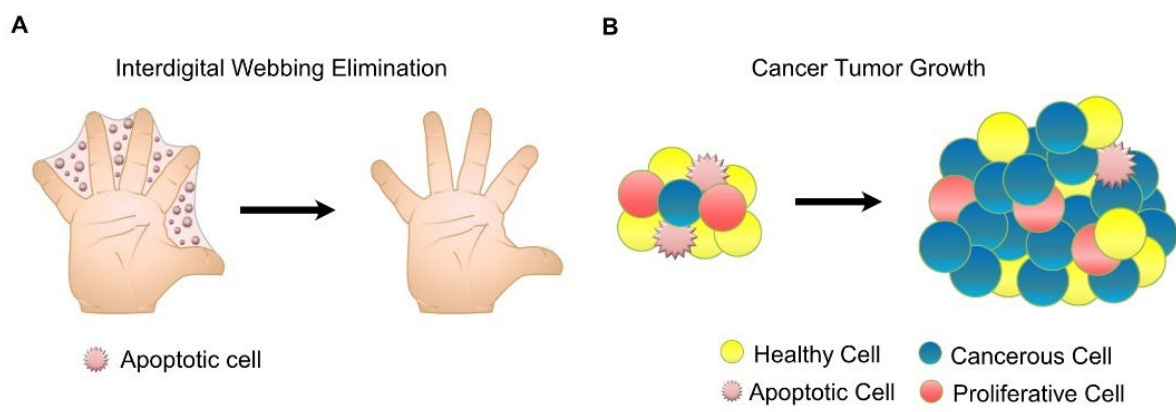 A
Interdigital Webbing Elimination
Apoptotic cell
B
Cancer Tumor Growth
Healthy Cell
Cancerous Cell
Apoptotic Cell
Proliferative Cell